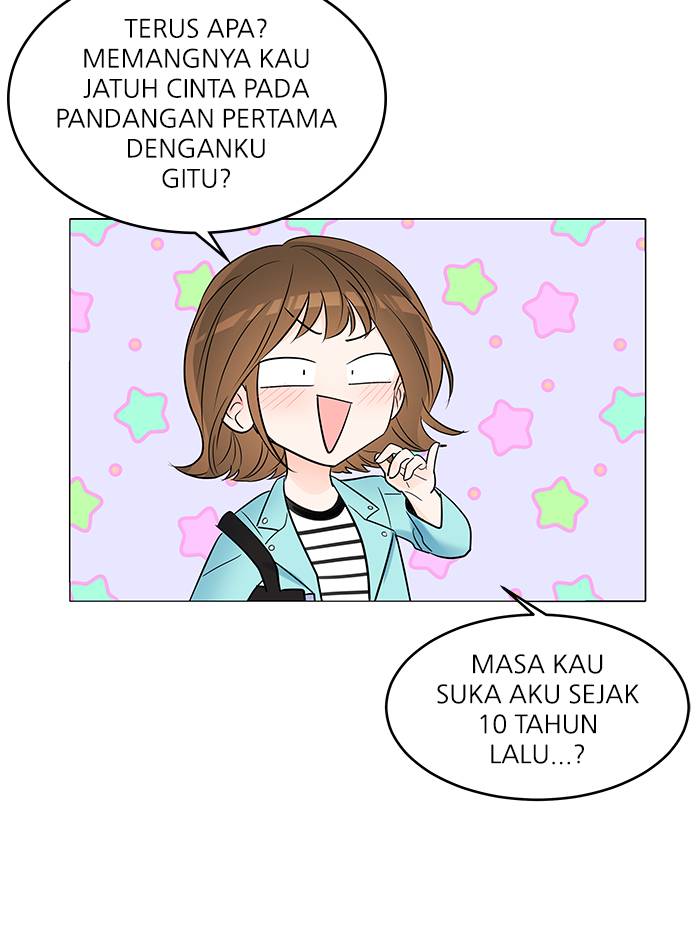 TERUS APA?
MEMANGNYA KAU
JATUH CINTA PADA
PANDANGAN PERTAMA
DENGANKU
GITU?
MASA KAU
SUKA AKU SEJAK
10 TAHUN
LALU...?